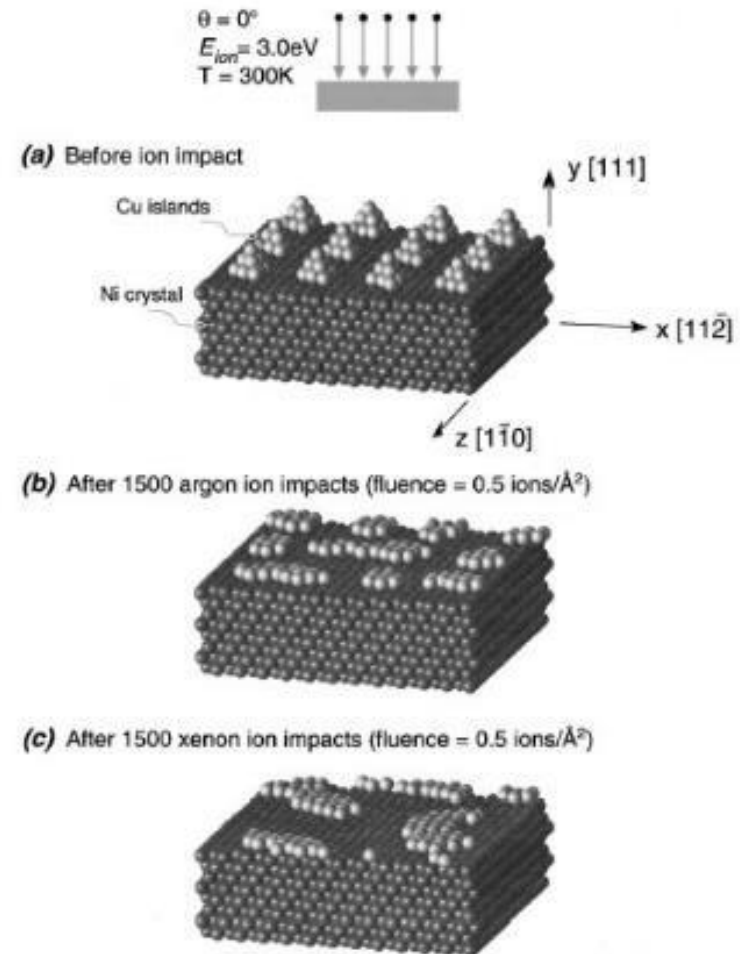 θ = 0°
E_ion = 3.0eV
T = 300K
(a) Before ion impact
y [111]
Cu islands
Ni crystal
x [112̄]
z [11̄0]
(b) After 1500 argon ion impacts (fluence = 0.5 ions/Å²)
(c) After 1500 xenon ion impacts (fluence = 0.5 ions/Å²)